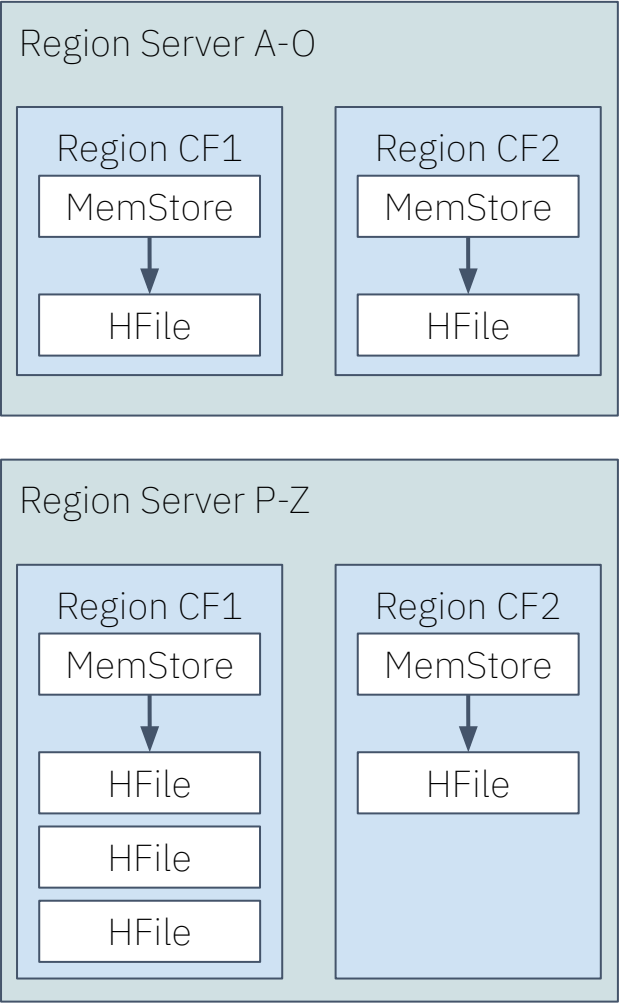 Region Server A-O
Region CF1
MemStore
HFile
Region CF2
MemStore
HFile
Region Server P-Z
Region CF1
MemStore
HFile
HFile
HFile
Region CF2
MemStore
HFile